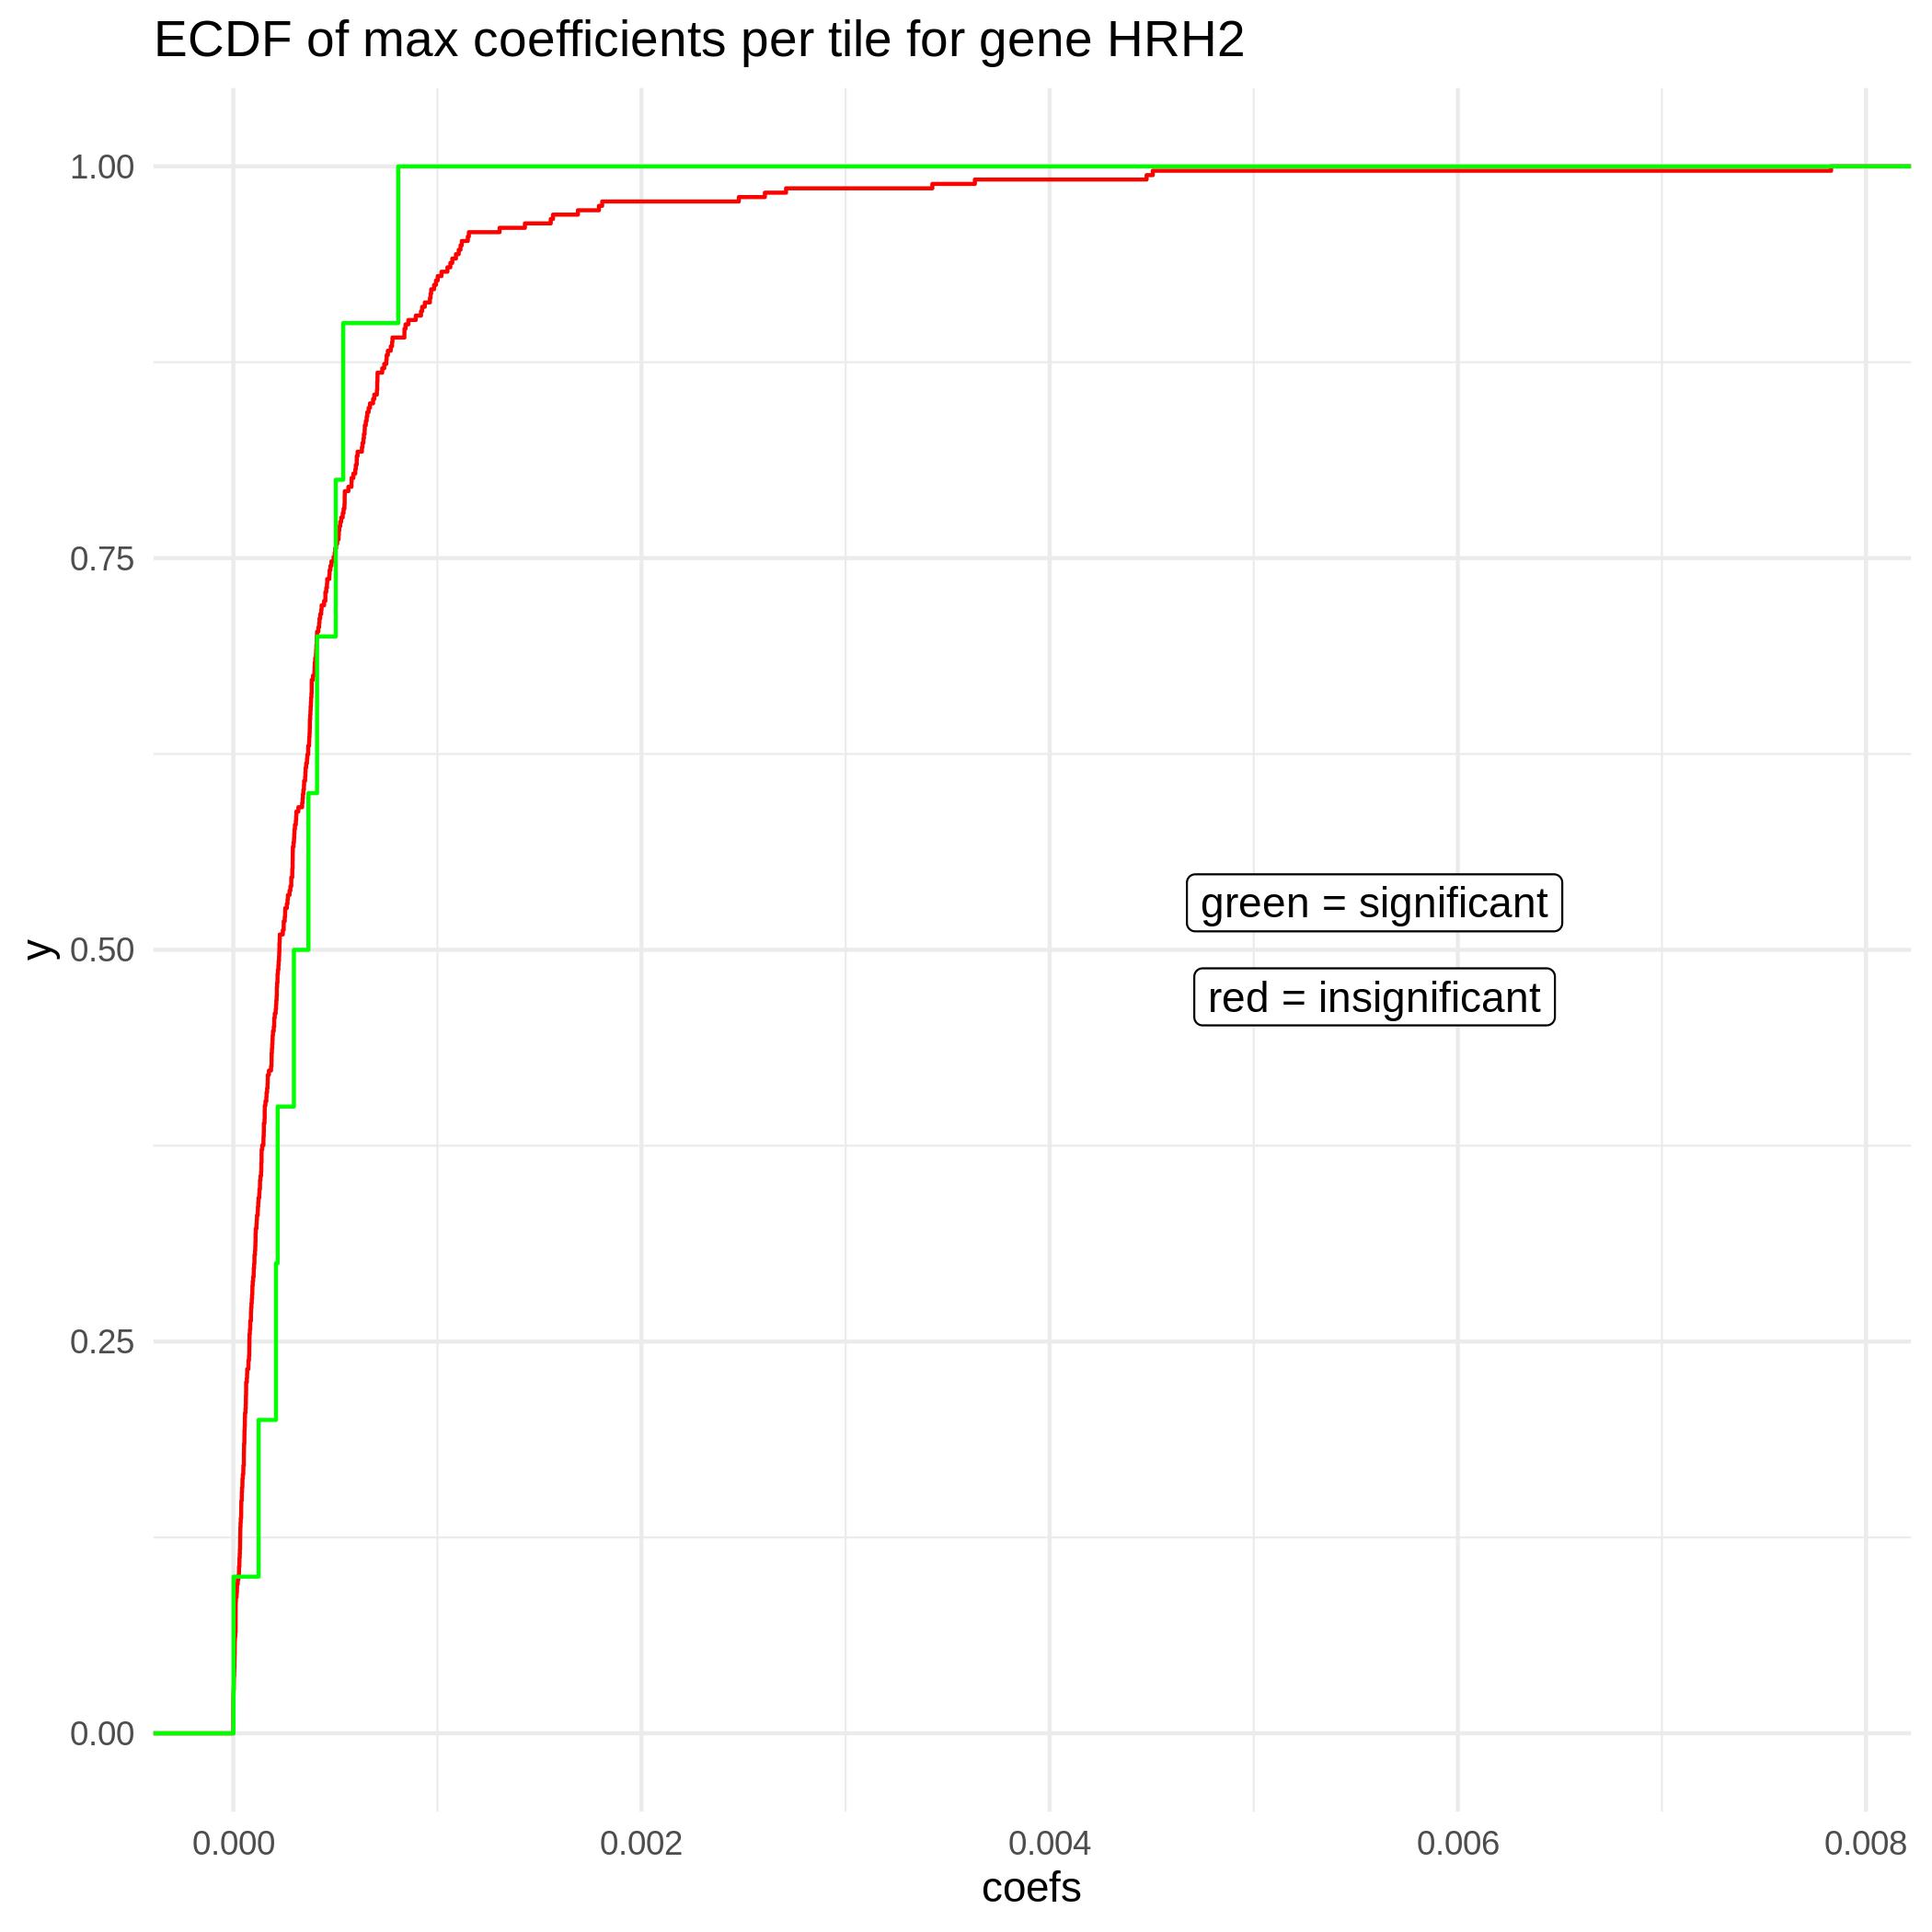 ECDF of max coefficients per tile for gene HRH2
1.00
0.75
0.50
0.25
0.00
y
green = significant
red = insignificant
0.000 0.002 0.004 0.006 0.008
coefs